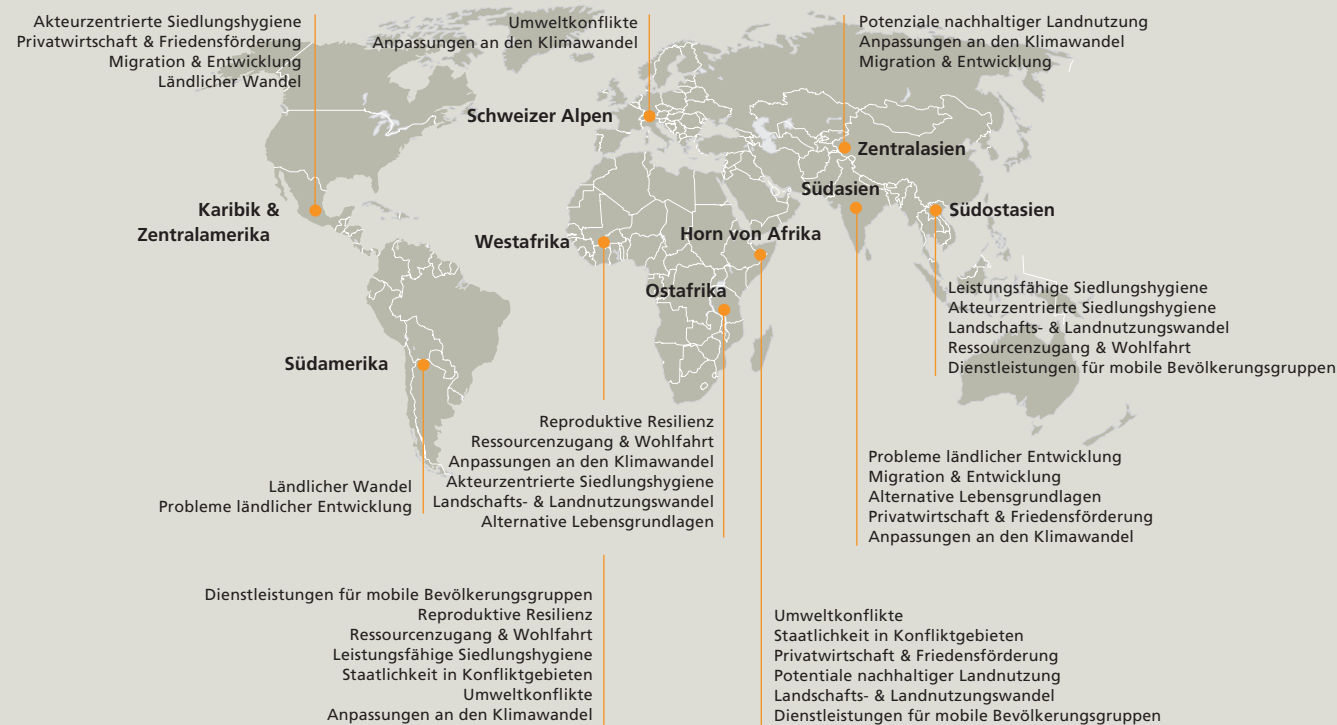 Akteurzentrierte Siedlungshygiene
Privatwirtschaft & Friedensförderung
Migration & Entwicklung
Ländlicher Wandel
Umweltkonflikte
Anpassungen an den Klimawandel
Potenziale nachhaltiger Landnutzung
Anpassungen an den Klimawandel
Migration & Entwicklung
Schweizer Alpen
Zentralasien
Südasien
Karibik &
Zentralamerika
Südostasien
Westafrika
Horn von Afrika
Ostafrika
Südamerika
Leistungsfähige Siedlungshygiene
Akteurzentrierte Siedlungshygiene
Landschafts- & Landnutzungswandel
Ressourcenzugang & Wohlfahrt
Dienstleistungen für mobile Bevölkerungsgruppen
Reproduktive Resilienz
Ressourcenzugang & Wohlfahrt
Anpassungen an den Klimawandel
Akteurzentrierte Siedlungshygiene
Landschafts- & Landnutzungswandel
Alternative Lebensgrundlagen
Ländlicher Wandel
Probleme ländlicher Entwicklung
Probleme ländlicher Entwicklung
Migration & Entwicklung
Alternative Lebensgrundlagen
Privatwirtschaft & Friedensförderung
Anpassungen an den Klimawandel
Dienstleistungen für mobile Bevölkerungsgruppen
Reproduktive Resilienz
Ressourcenzugang & Wohlfahrt
Leistungsfähige Siedlungshygiene
Staatlichkeit in Konfliktgebieten
Umweltkonflikte
Anpassungen an den Klimawandel
Umweltkonflikte
Staatlichkeit in Konfliktgebieten
Privatwirtschaft & Friedensförderung
Potentiale nachhaltiger Landnutzung
Landschafts- & Landnutzungswandel
Dienstleistungen für mobile Bevölkerungsgruppen